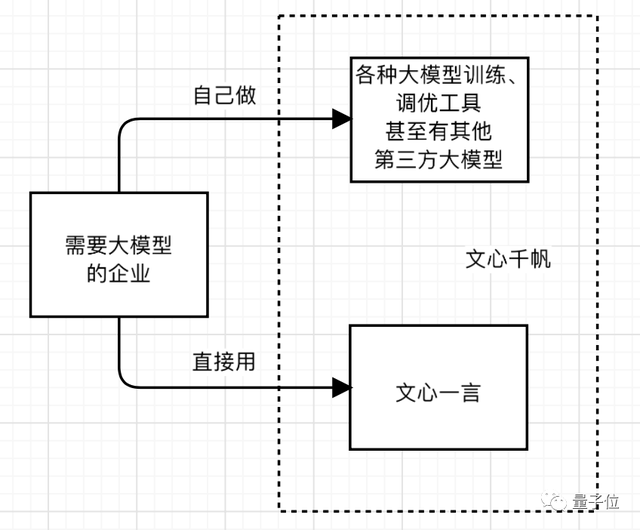 自己做
各种大模型训练、
调优工具
甚至有其他
第三方大模型
需要大模型
的企业
文心千帆
直接用
文心一言
量子位